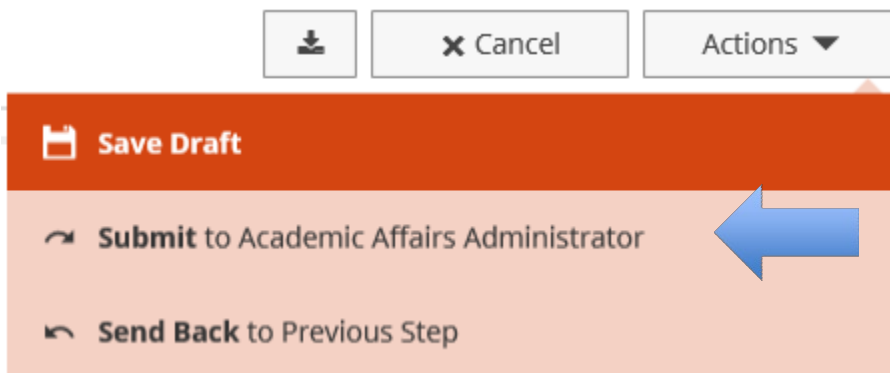 Cancel
Actions
Save Draft
Submit to Academic Affairs Administrator
Send Back to Previous Step